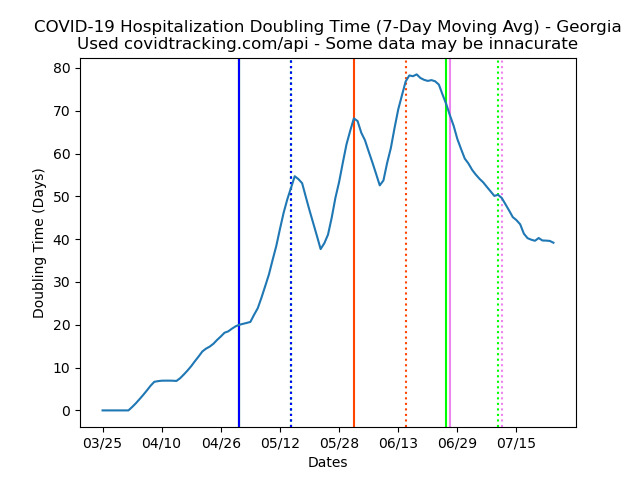 COVID-19 Hospitalization Doubling Time (7-Day Moving Avg) - Georgia
Used covidtracking.com/api - Some data may be innacurate
80
70
60
50
40
30
20
10
0
Doubling Time (Days)
03/25 04/10 04/26 05/12 05/28 06/13 06/29 07/15
Dates